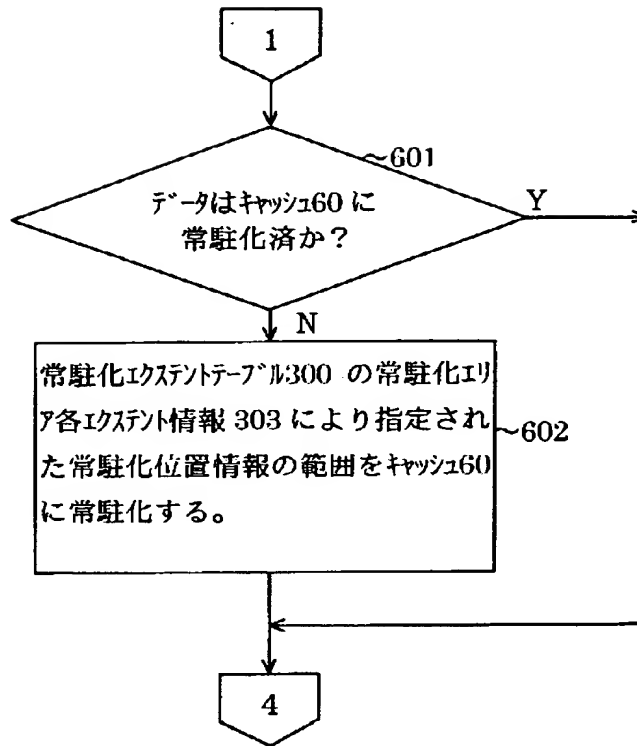 1
~601
データはキャッシュ60 に
常駐化済か？
Y
N
常駐化エクステントテーブル300 の常駐化エリ
ア各エクステント情報 303 により指定され
た常駐化位置情報の範囲をキャッシュ60
に常駐化する。
~602
4